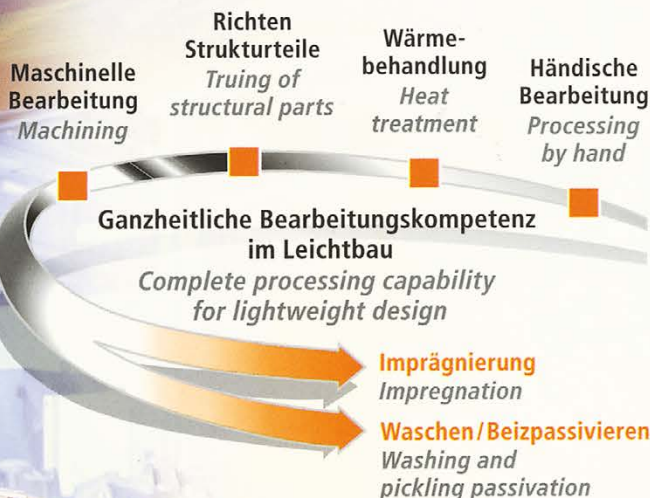 Maschinelle
Bearbeitung
Machining
Richten
Strukturteile
Truing of
structural parts
Wärme-
behandlung
Heat
treatment
Händische
Bearbeitung
Processing
by hand
Ganzheitliche Bearbeitungskompetenz
im Leichtbau
Complete processing capability
for lightweight design
Imprägnierung
Impregnation
Waschen/Beizpassivieren
Washing and
pickling passivation